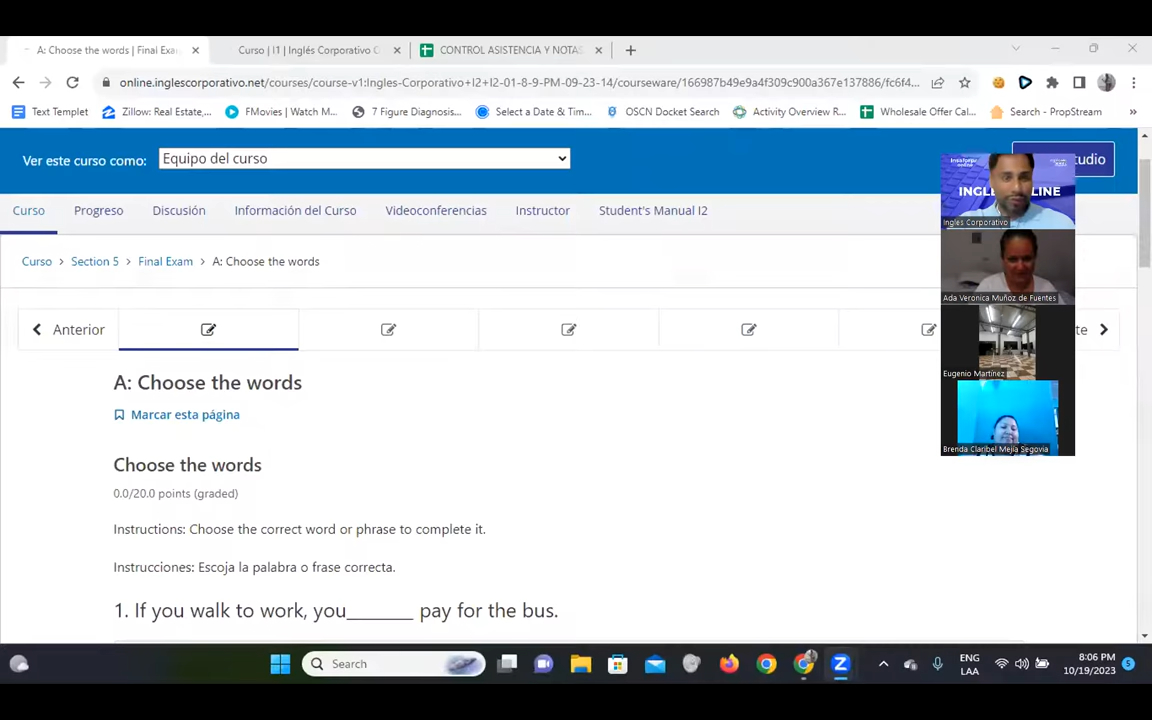 A: Choose the words | Final Exa
Curso | I1 | Inglés Corporativo
CONTROL ASISTENCIA Y NOTAS
online.inglescorporativo.net/courses/course-v1:Ingles-Corporativo+I2+I2-01-8-9-PM-09-23-14/courseware/166987b49e9a4f309c900a367e137886/fc6f4...
Text Templet
Zillow: Real Estate,...
FMovies | Watch M...
7 Figure Diagnosis...
Select a Date & Tim...
OSCN Docket Search
Activity Overview R...
Wholesale Offer Cal...
Search - PropStream
Ver este curso como:
Equipo del curso
tudio
INGL
LINE
Ingles Corporativo
Curso
Progreso
Discusión
Información del Curso
Videoconferencias
Instructor
Student's Manual I2
Curso > Section 5 > Final Exam > A: Choose the words
Ada Veronica Muñoz de Fuentes
Anterior
te
Eugenio Martinez
A: Choose the words
Marcar esta página
Brenda Claribel Mejía Segovia
Choose the words
0.0/20.0 points (graded)
Instructions: Choose the correct word or phrase to complete it.
Instrucciones: Escoja la palabra o frase correcta.
1. If you walk to work, you_______ pay for the bus.
Search
ENG
LAA
8:06 PM
10/19/2023
5